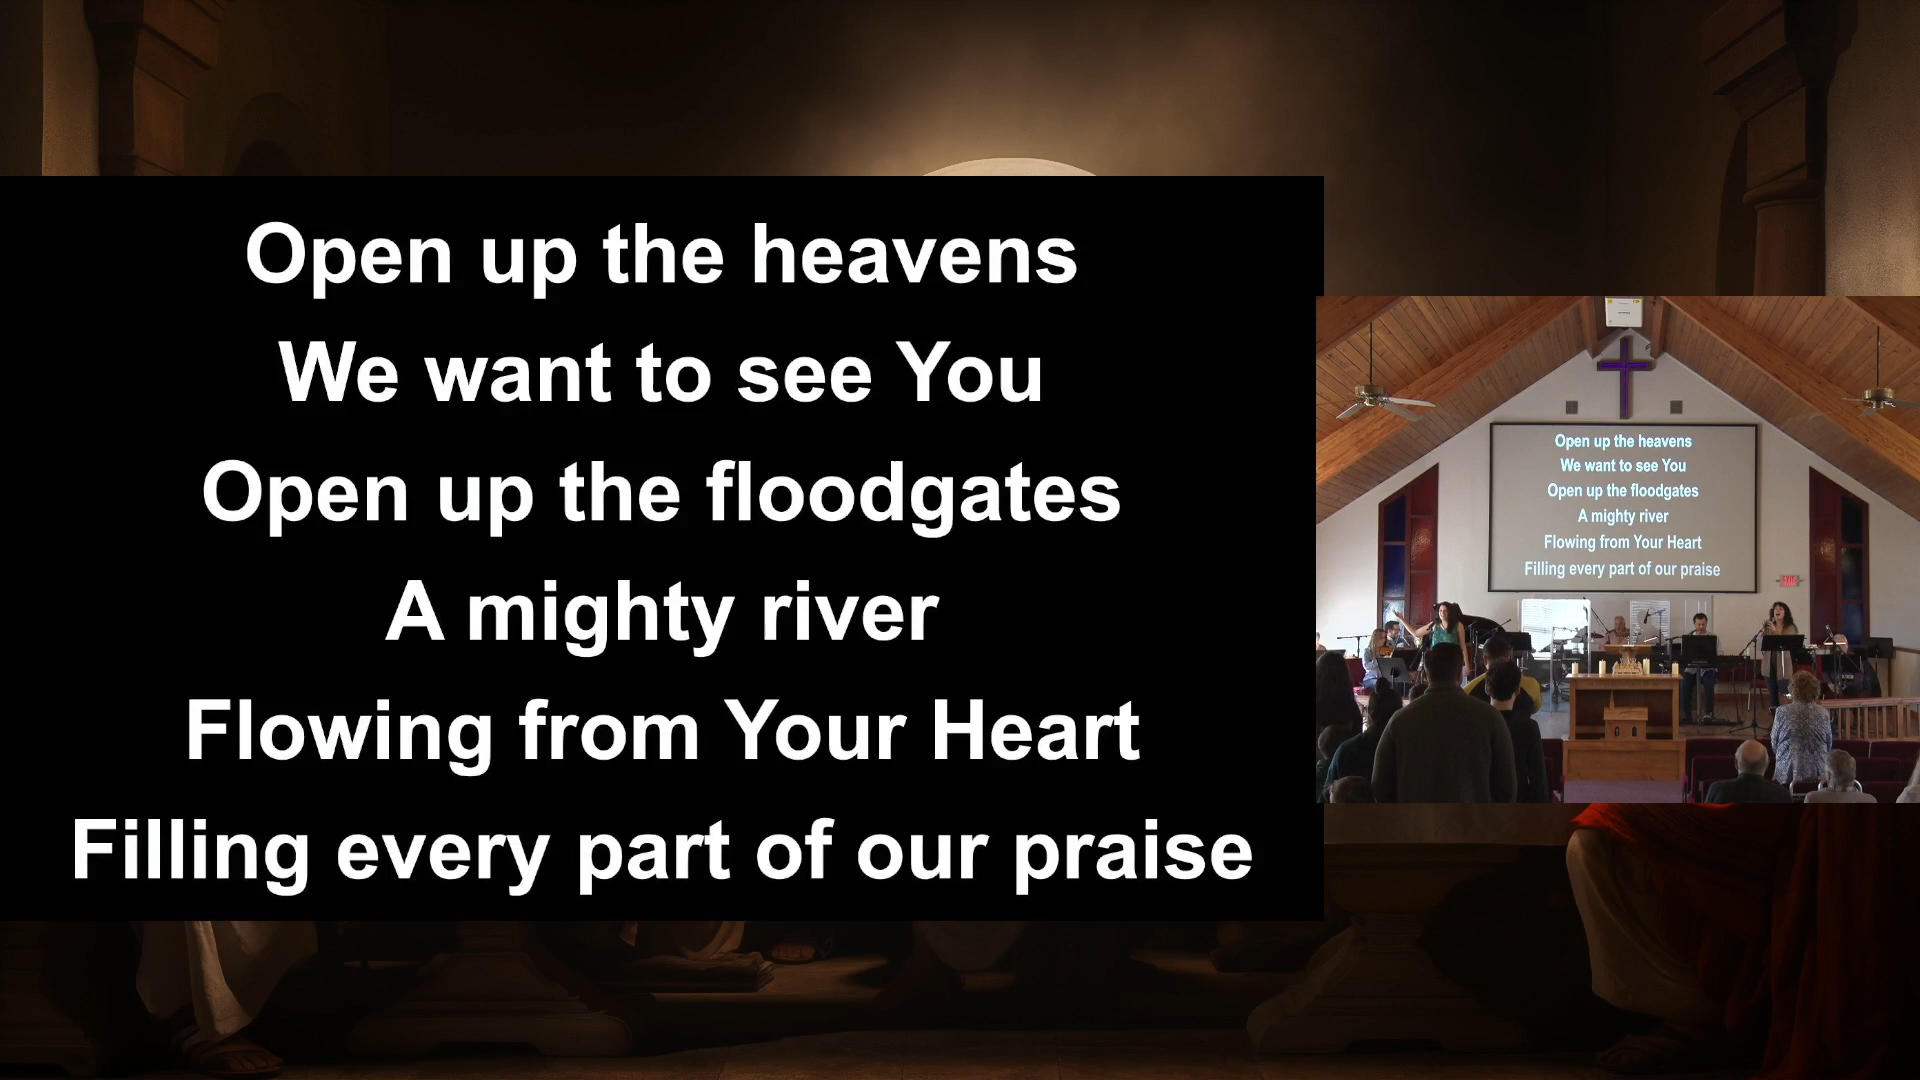 Open up the heavens
We want to see You
Open up the floodgates
A mighty river
Flowing from Your Heart
Filling every part of our praise
Open up the heavens
We want to see You
Open up the floodgates
A mighty river
Flowing from Your Heart
Filling every part of our praise